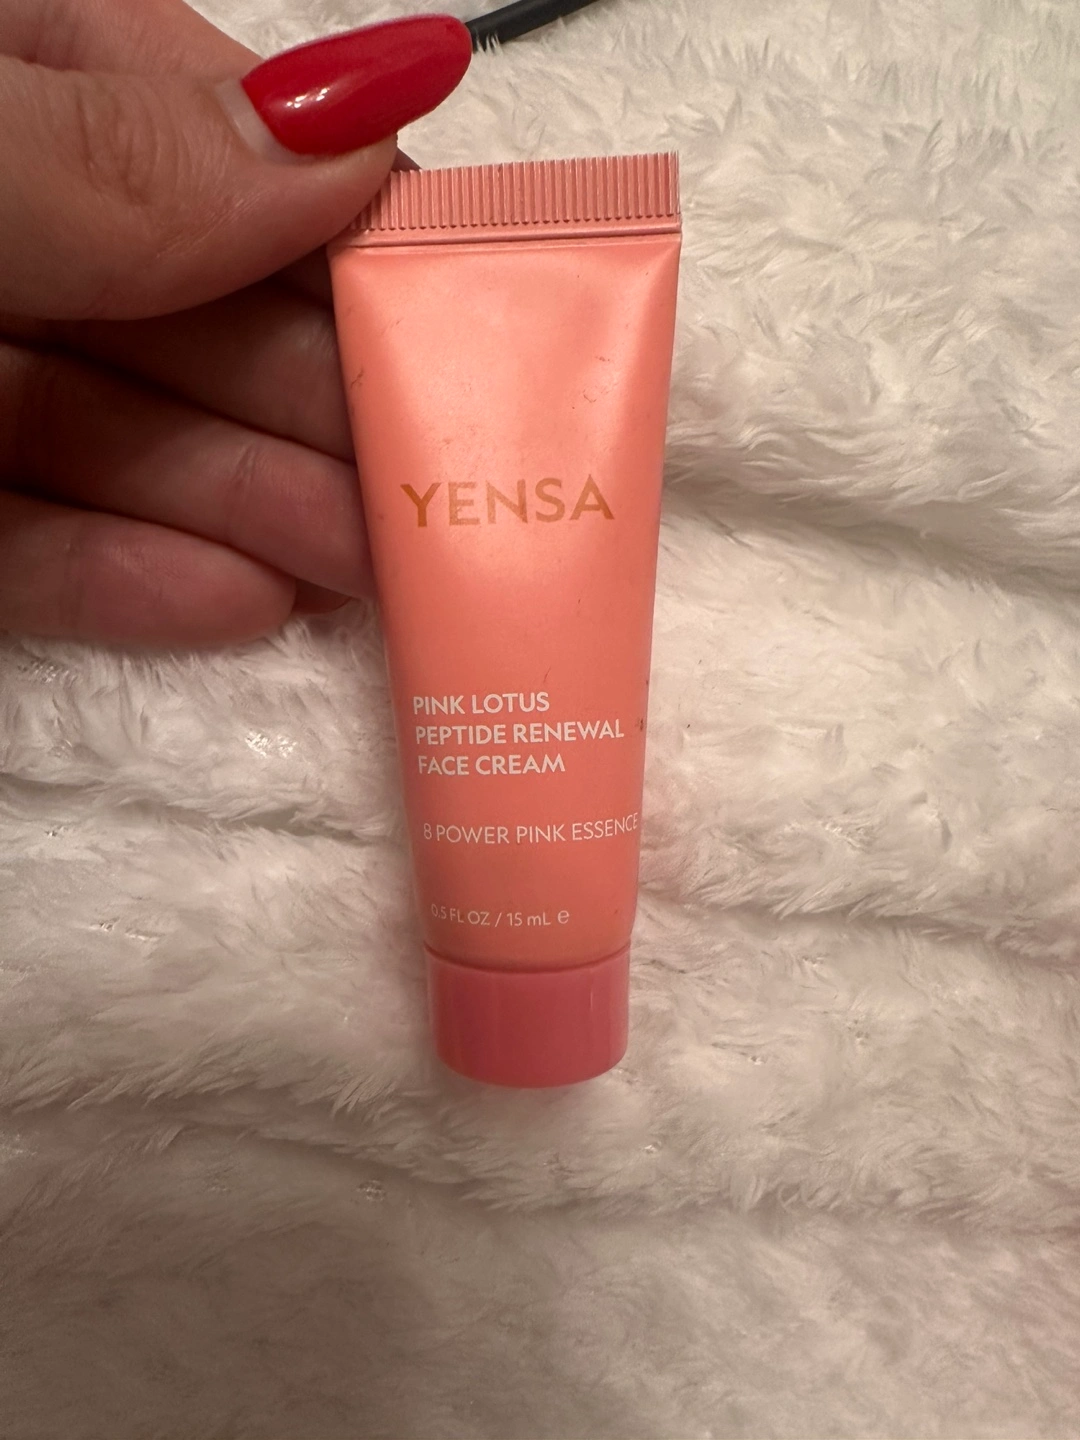 YENSA
PINK LOTUS
PEPTIDE RENEWAL
FACE CREAM
8 POWER PINK ESSENCE
0.5 FL OZ / 15 mL ℮